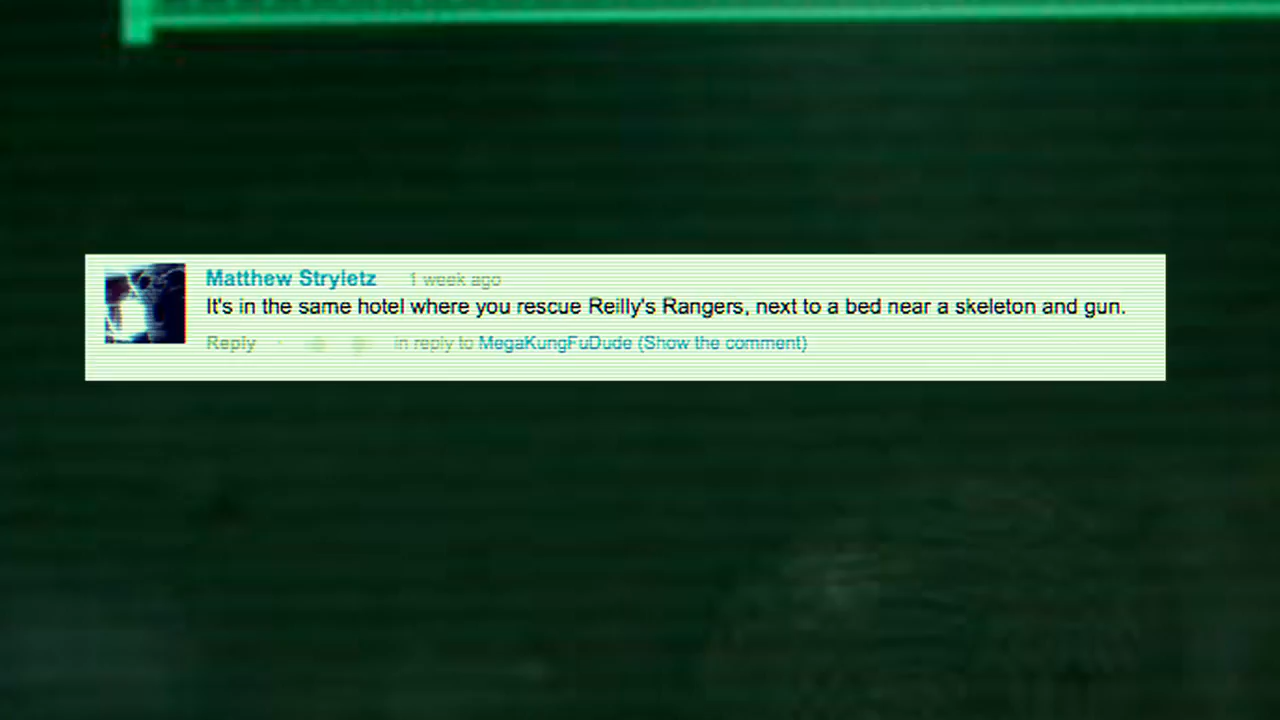 Matthew Stryletz 1 week ago
It's in the same hotel where you rescue Reilly's Rangers, next to a bed near a skeleton and gun.
Reply · in reply to MegaKungFuDude (Show the comment)